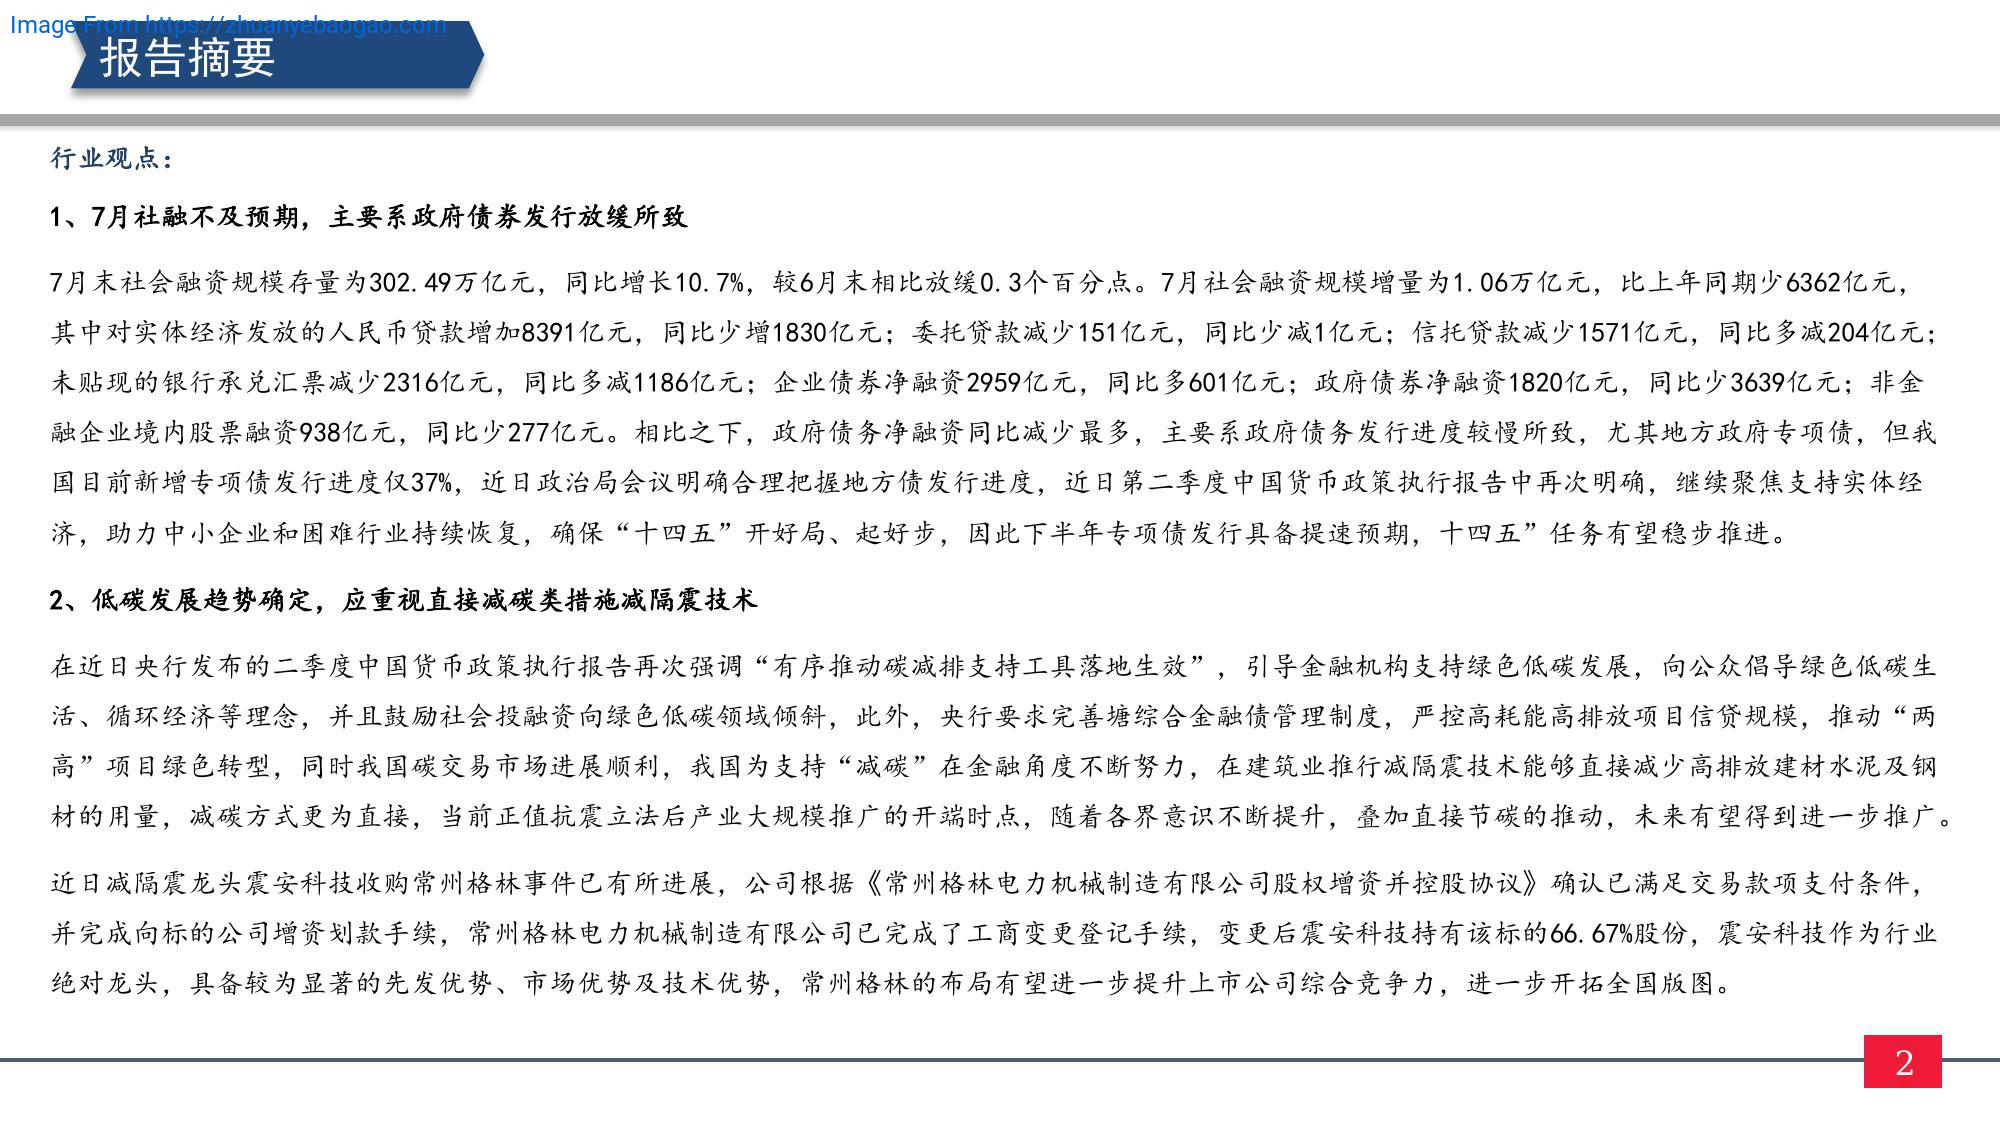 Image From https://zhuanyebaogao.com
报告摘要
行业观点：
1、7月社融不及预期，主要系政府债券发行放缓所致
7月末社会融资规模存量为302.49万亿元，同比增长10.7%，较6月末相比放缓0.3个百分点。7月社会融资规模增量为1.06万亿元，比上年同期少6362亿元，
其中对实体经济发放的人民币贷款增加8391亿元，同比少增1830亿元；委托贷款减少151亿元，同比少减1亿元；信托贷款减少1571亿元，同比多减204亿元；
未贴现的银行承兑汇票减少2316亿元，同比多减1186亿元；企业债券净融资2959亿元，同比多601亿元；政府债券净融资1820亿元，同比少3639亿元；非金
融企业境内股票融资938亿元，同比少277亿元。相比之下，政府债务净融资同比减少最多，主要系政府债务发行进度较慢所致，尤其地方政府专项债，但我
国目前新增专项债发行进度仅37%，近日政治局会议明确合理把握地方债发行进度，近日第二季度中国货币政策执行报告中再次明确，继续聚焦支持实体经
济，助力中小企业和困难行业持续恢复，确保“十四五”开好局、起好步，因此下半年专项债发行具备提速预期，十四五”任务有望稳步推进。
2、低碳发展趋势确定，应重视直接减碳类措施减隔震技术
在近日央行发布的二季度中国货币政策执行报告再次强调“有序推动碳减排支持工具落地生效”，引导金融机构支持绿色低碳发展，向公众倡导绿色低碳生
活、循环经济等理念，并且鼓励社会投融资向绿色低碳领域倾斜，此外，央行要求完善塘综合金融债管理制度，严控高耗能高排放项目信贷规模，推动“两
高”项目绿色转型，同时我国碳交易市场进展顺利，我国为支持“减碳”在金融角度不断努力，在建筑业推行减隔震技术能够直接减少高排放建材水泥及钢
材的用量，减碳方式更为直接，当前正值抗震立法后产业大规模推广的开端时点，随着各界意识不断提升，叠加直接节碳的推动，未来有望得到进一步推广。
近日减隔震龙头震安科技收购常州格林事件已有所进展，公司根据《常州格林电力机械制造有限公司股权增资并控股协议》确认已满足交易款项支付条件，
并完成向标的公司增资划款手续，常州格林电力机械制造有限公司已完成了工商变更登记手续，变更后震安科技持有该标的66.67%股份，震安科技作为行业
绝对龙头，具备较为显著的先发优势、市场优势及技术优势，常州格林的布局有望进一步提升上市公司综合竞争力，进一步开拓全国版图。
2